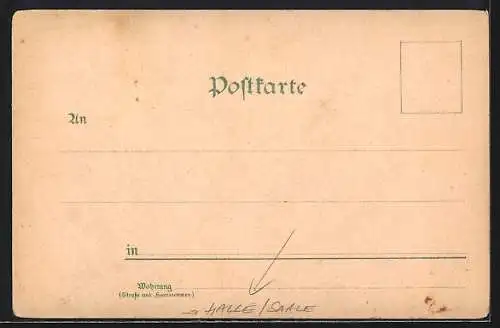 Postkarte
An
in
Wohnung
(Straße und Hausnummer)
HALLE / SAALE